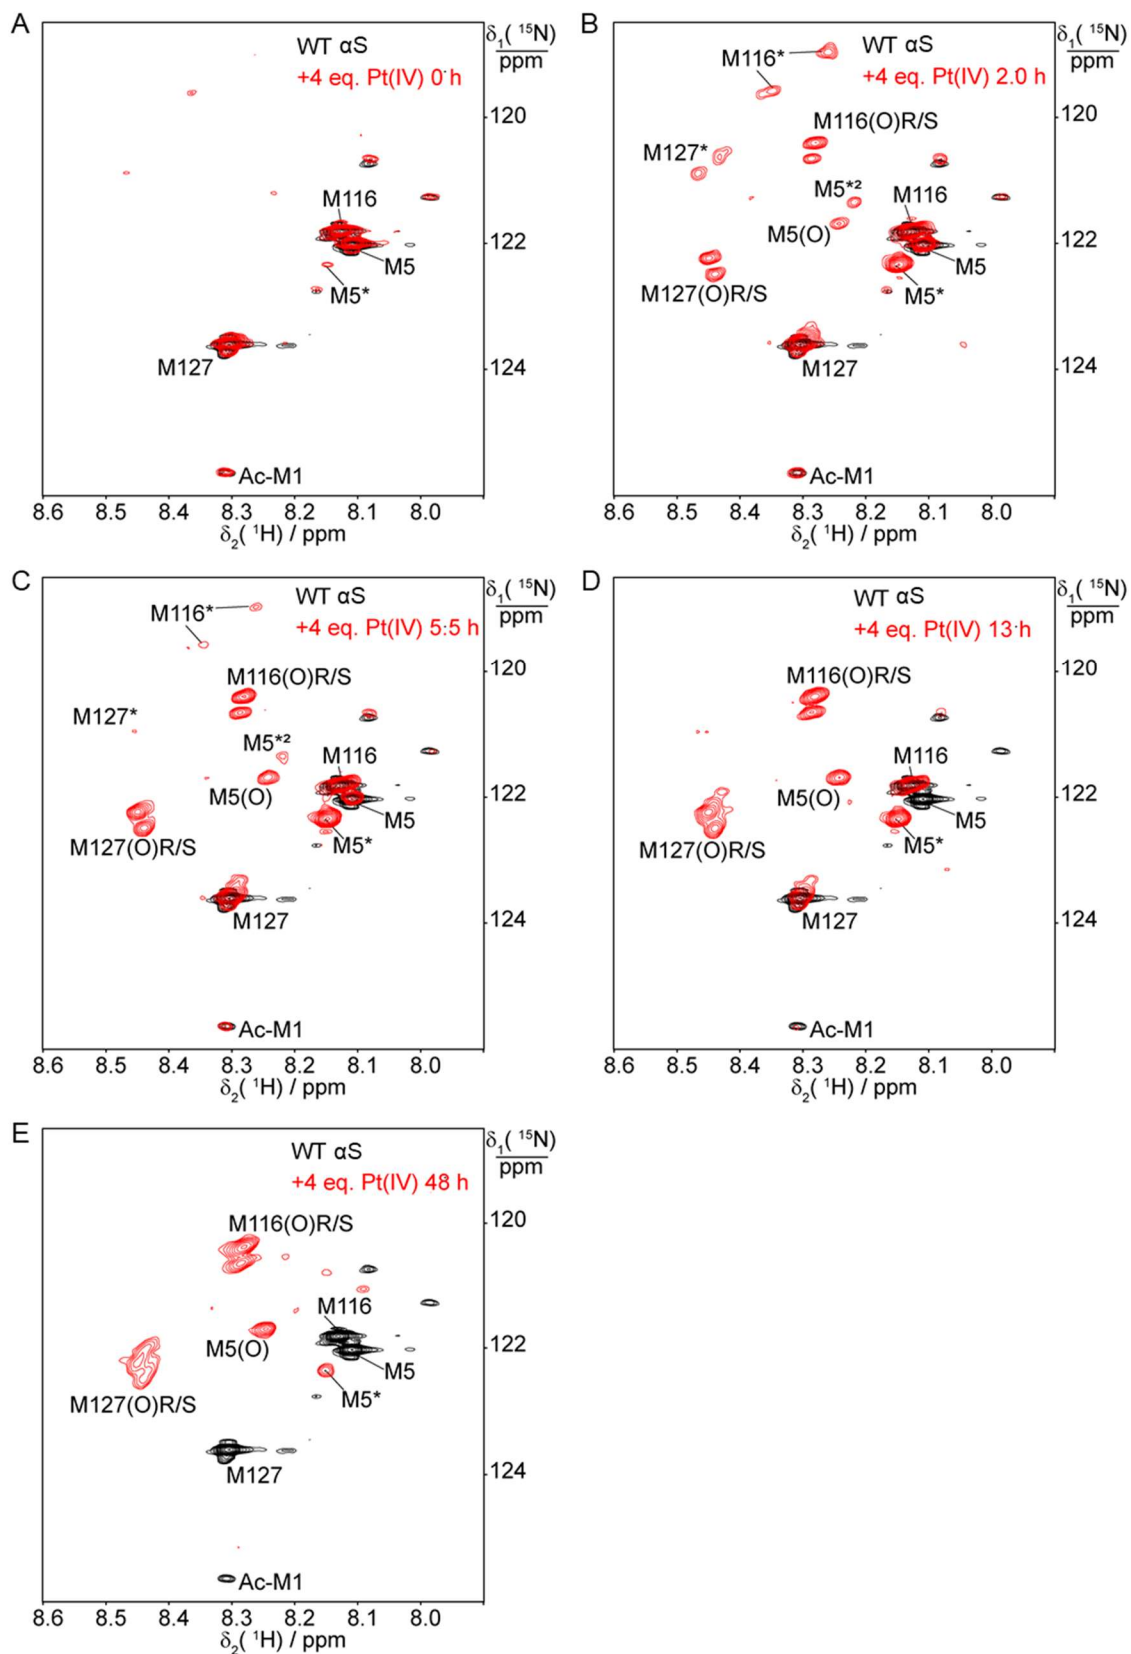 A
WT αS
+4 eq. Pt(IV) 0 h
δ1( 15N)
ppm
120
M116
122
M5
M5*
M127
124
Ac-M1
8.6 8.5 8.4 8.3 8.2 8.1 8.0
δ2( 1H) / ppm
B
WT αS
+4 eq. Pt(IV) 2.0 h
δ1( 15N)
ppm
M116*
120
M116(O)R/S
M127*
M5*²
M116
M5(O)
122
M5
M127(O)R/S
M5*
M127
124
Ac-M1
8.6 8.5 8.4 8.3 8.2 8.1 8.0
δ2( 1H) / ppm
C
WT αS
+4 eq. Pt(IV) 5.5 h
δ1( 15N)
ppm
M116*
120
M116(O)R/S
M127*
M5*²
M116
M5(O)
122
M5
M127(O)R/S
M5*
M127
124
Ac-M1
8.6 8.5 8.4 8.3 8.2 8.1 8.0
δ2( 1H) / ppm
D
WT αS
+4 eq. Pt(IV) 13 h
δ1( 15N)
ppm
120
M116(O)R/S
M116
M5(O)
122
M5
M127(O)R/S
M5*
M127
124
Ac-M1
8.6 8.5 8.4 8.3 8.2 8.1 8.0
δ2( 1H) / ppm
E
WT αS
+4 eq. Pt(IV) 48 h
δ1( 15N)
ppm
M116(O)R/S
120
M116
M5(O)
122
M5
M127(O)R/S
M5*
M127
124
Ac-M1
8.6 8.5 8.4 8.3 8.2 8.1 8.0
δ2( 1H) / ppm